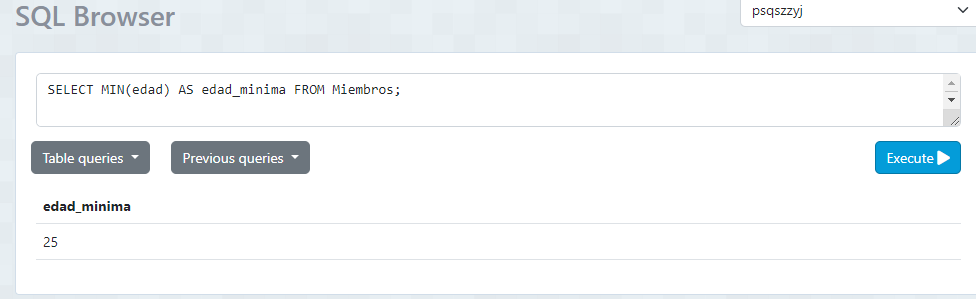 SQL Browser
psqszzyj
SELECT MIN(edad) AS edad_minima FROM Miembros;
Table queries
Previous queries
Execute
edad_minima
25